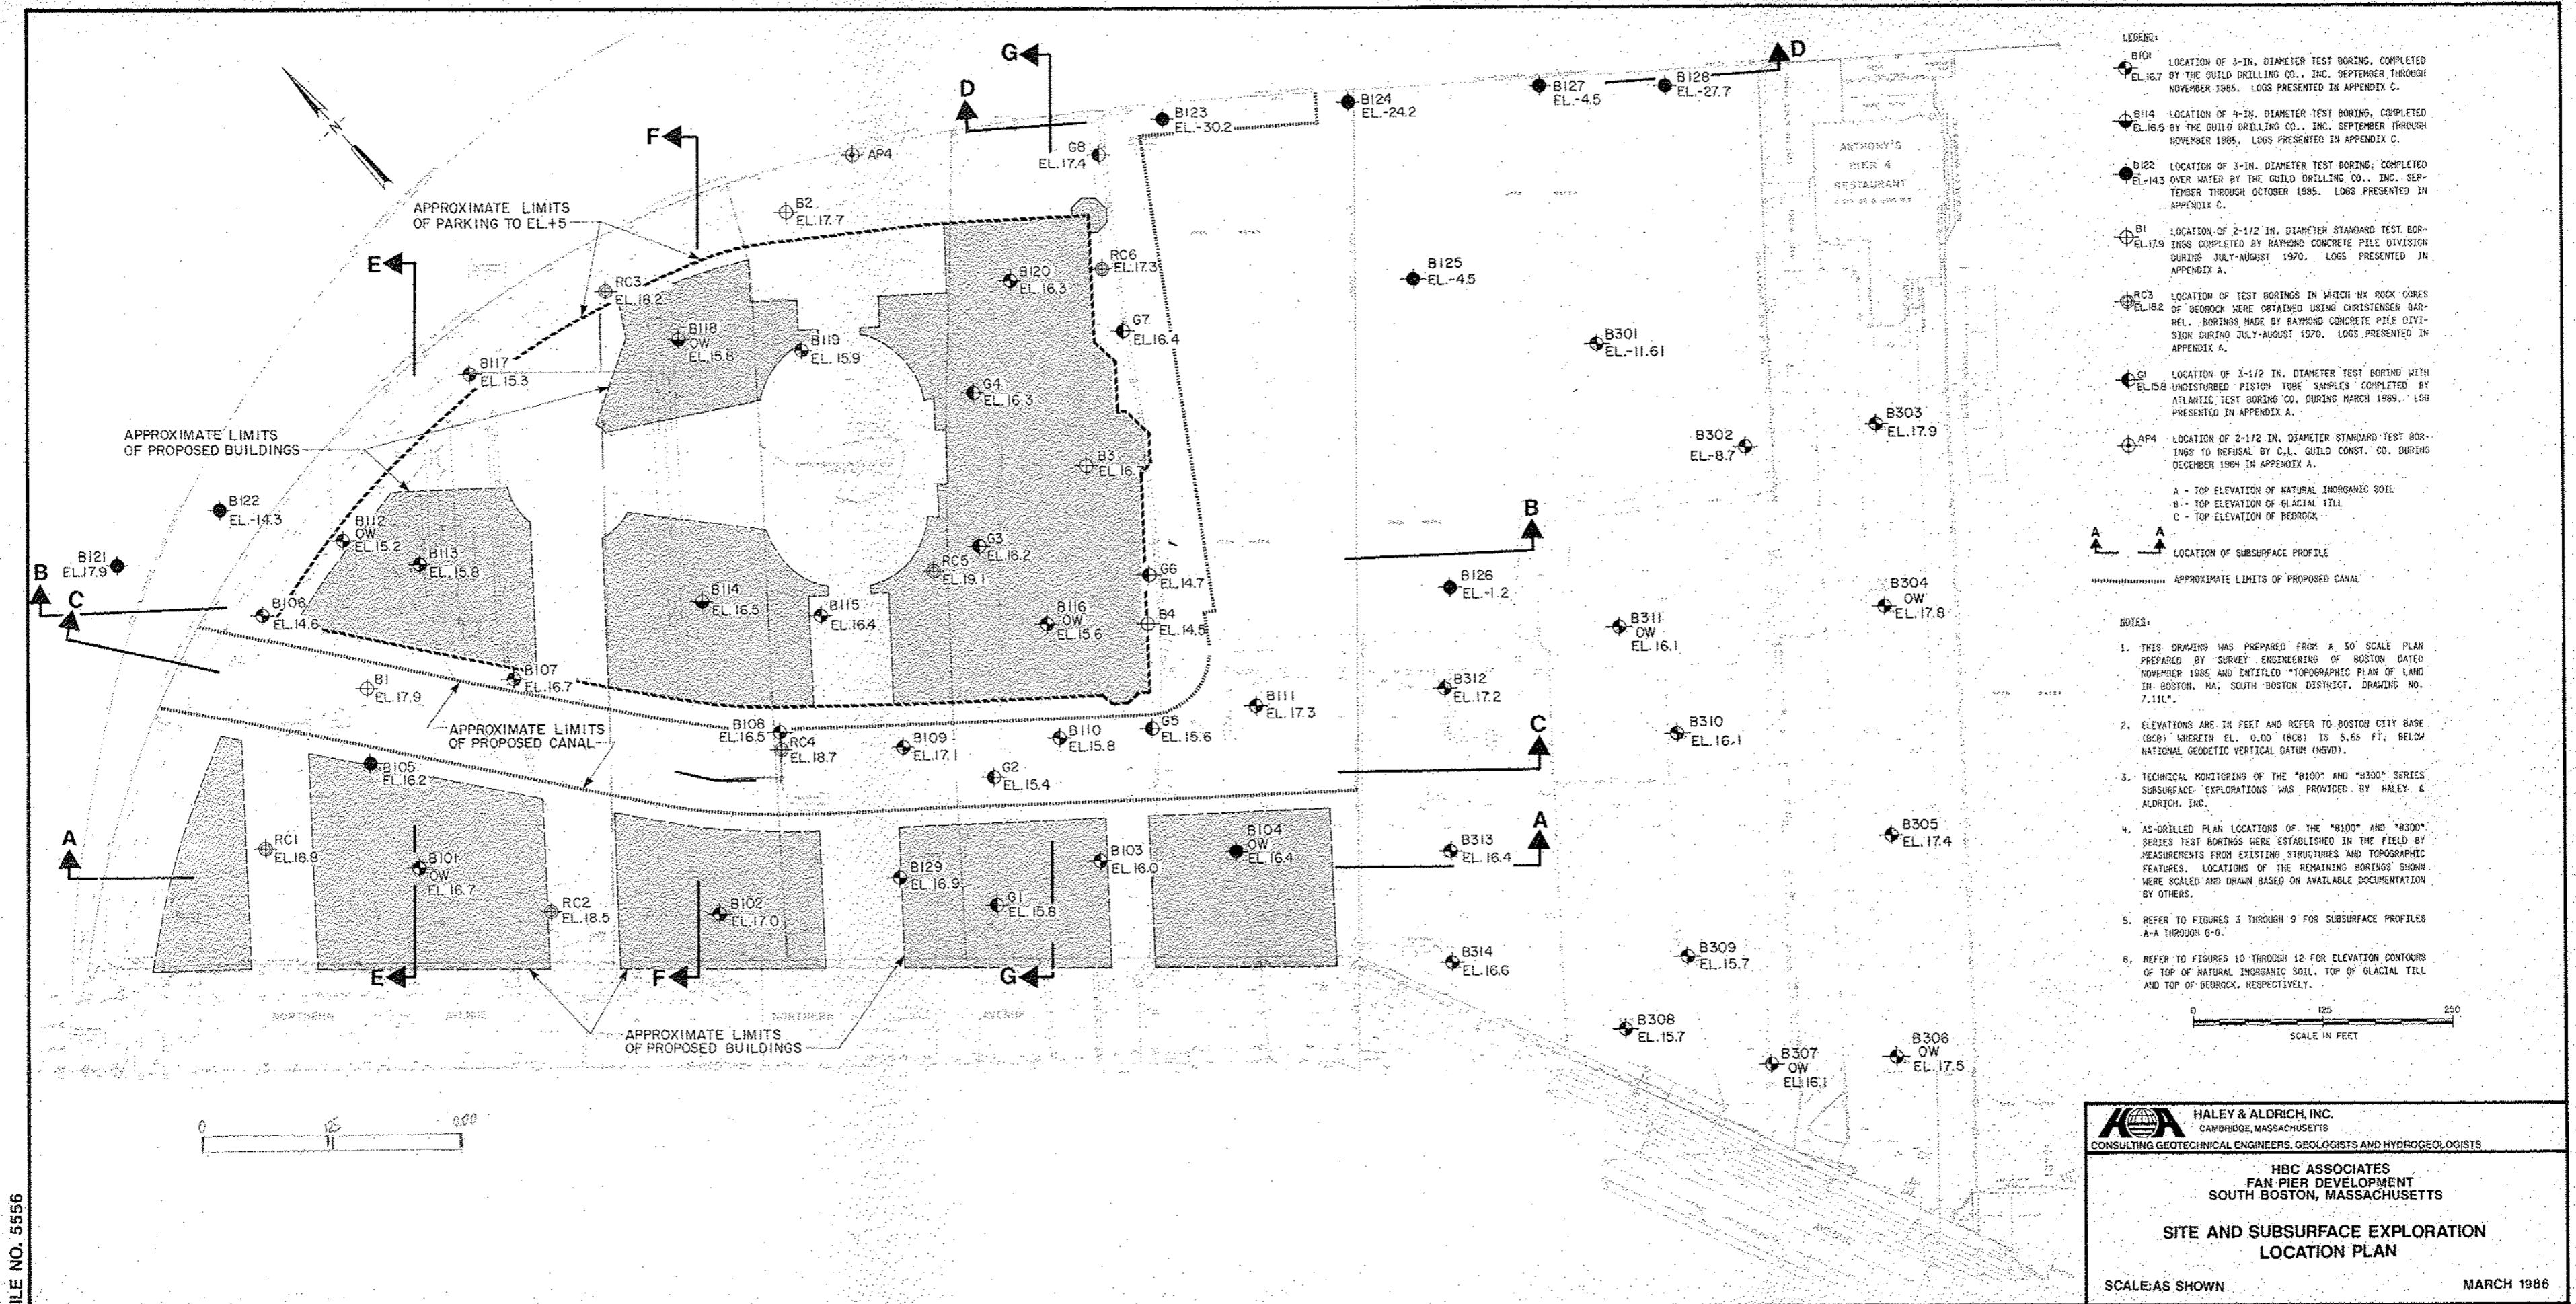 G
D
D
F
E
B127
EL.-4.5
B128
EL.-27.7
B124
EL.-24.2
B123
EL.-30.2
G8
EL.17.4
AP4
APPROXIMATE LIMITS
OF PARKING TO EL.+5
B2
EL.17.7
ANTHONY'S
PIER 4
RESTAURANT
RC6
EL.17.3
B120
EL.16.3
B125
EL.-4.5
RC3
EL.18.2
B118
OW
EL.15.8
B119
EL. 15.9
G7
EL.16.4
B301
EL.-11.61
B117
EL.15.3
G4
EL.16.3
B303
EL.17.9
B302
EL-8.7
APPROXIMATE LIMITS
OF PROPOSED BUILDINGS
B3
EL.16.7
B122
EL.-14.3
B112
OW
EL.15.2
B113
EL.15.8
B121
EL.17.9
B
C
B
G3
EL.16.2
RC5
EL.19.1
G6
EL.14.7
B126
EL.-1.2
B304
OW
EL.17.8
B106
EL.14.6
B114
EL.16.5
B115
EL.16.4
B116
OW
EL.15.6
B4
EL.14.5
B311
OW
EL.16.1
B107
EL.16.7
B1
EL.17.9
B312
EL.17.2
B111
EL.17.3
APPROXIMATE LIMITS
OF PROPOSED CANAL
B108
EL.16.5
RC4
EL.18.7
B109
EL.17.1
B110
EL.15.8
G5
EL.15.6
C
B310
EL.16.1
B105
EL.16.2
G2
EL.15.4
A
RC1
EL.18.8
B101
OW
EL.16.7
RC2
EL.18.5
B102
EL.17.0
B129
EL.16.9
B103
EL.16.0
G1
EL.15.8
B104
OW
EL.16.4
B313
EL.16.4
A
B305
EL.17.4
B314
EL.16.6
B309
EL.15.7
E
F
G
NORTHERN AVENUE NORTHERN AVENUE
APPROXIMATE LIMITS
OF PROPOSED BUILDINGS
B308
EL.15.7
B307
OW
EL.16.1
B306
OW
EL.17.5
0 125
LEGEND:
B101
EL.16.7
LOCATION OF 3-IN. DIAMETER TEST BORING, COMPLETED
BY THE GUILD DRILLING CO., INC. SEPTEMBER THROUGH
NOVEMBER 1985. LOGS PRESENTED IN APPENDIX C.
B114
EL.16.5
LOCATION OF 4-IN. DIAMETER TEST BORING, COMPLETED
BY THE GUILD DRILLING CO., INC. SEPTEMBER THROUGH
NOVEMBER 1985. LOGS PRESENTED IN APPENDIX C.
B122
EL-14.3
LOCATION OF 3-IN. DIAMETER TEST BORING, COMPLETED
OVER WATER BY THE GUILD DRILLING CO., INC. SEP-
TEMBER THROUGH OCTOBER 1985. LOGS PRESENTED IN
APPENDIX C.
B1
EL.17.9
LOCATION OF 2-1/2 IN. DIAMETER STANDARD TEST BOR-
INGS COMPLETED BY RAYMOND CONCRETE PILE DIVISION
DURING JULY-AUGUST 1970. LOGS PRESENTED IN
APPENDIX A.
RC3
EL.18.2
LOCATION OF TEST BORINGS IN WHICH NX ROCK CORES
OF BEDROCK WERE OBTAINED USING CHRISTENSEN BAR-
REL. BORINGS MADE BY RAYMOND CONCRETE PILE DIVI-
SION DURING JULY-AUGUST 1970. LOGS PRESENTED IN
APPENDIX A.
G1
EL.15.8
LOCATION OF 3-1/2 IN. DIAMETER TEST BORING WITH
UNDISTURBED PISTON TUBE SAMPLES COMPLETED BY
ATLANTIC TEST BORING CO. DURING MARCH 1969. LOG
PRESENTED IN APPENDIX A.
AP4
LOCATION OF 2-1/2 IN. DIAMETER STANDARD TEST BOR-
INGS TO REFUSAL BY C.L. GUILD CONST. CO. DURING
DECEMBER 1964 IN APPENDIX A.
A - TOP ELEVATION OF NATURAL INORGANIC SOIL
B - TOP ELEVATION OF GLACIAL TILL
C - TOP ELEVATION OF BEDROCK
A A
LOCATION OF SUBSURFACE PROFILE
APPROXIMATE LIMITS OF PROPOSED CANAL
NOTES:
1. THIS DRAWING WAS PREPARED FROM A 50 SCALE PLAN
PREPARED BY SURVEY ENGINEERING OF BOSTON DATED
NOVEMBER 1985 AND ENTITLED "TOPOGRAPHIC PLAN OF LAND
IN BOSTON, MA, SOUTH BOSTON DISTRICT, DRAWING NO.
2. ELEVATIONS ARE IN FEET AND REFER TO BOSTON CITY BASE
(BCB) WHEREIN EL. 0.00 (BCB) IS 5.65 FT. BELOW
NATIONAL GEODETIC VERTICAL DATUM (NGVD).
3. TECHNICAL MONITORING OF THE "B100" AND "B300" SERIES
SUBSURFACE EXPLORATIONS WAS PROVIDED BY HALEY &
ALDRICH, INC.
4. AS-DRILLED PLAN LOCATIONS OF THE "B100" AND "B300"
SERIES TEST BORINGS WERE ESTABLISHED IN THE FIELD BY
MEASUREMENTS FROM EXISTING STRUCTURES AND TOPOGRAPHIC
FEATURES. LOCATIONS OF THE REMAINING BORINGS SHOWN
WERE SCALED AND DRAWN BASED ON AVAILABLE DOCUMENTATION
BY OTHERS.
5. REFER TO FIGURES 3 THROUGH 9 FOR SUBSURFACE PROFILES
A-A THROUGH G-G.
6. REFER TO FIGURES 10 THROUGH 12 FOR ELEVATION CONTOURS
OF TOP OF NATURAL INORGANIC SOIL, TOP OF GLACIAL TILL
AND TOP OF BEDROCK, RESPECTIVELY.
0 125 250
SCALE IN FEET
HALEY & ALDRICH, INC.
CAMBRIDGE, MASSACHUSETTS
CONSULTING GEOTECHNICAL ENGINEERS, GEOLOGISTS AND HYDROGEOLOGISTS
HBC ASSOCIATES
FAN PIER DEVELOPMENT
SOUTH BOSTON, MASSACHUSETTS
SITE AND SUBSURFACE EXPLORATION
LOCATION PLAN
SCALE: AS SHOWN MARCH 1986
ILE NO. 5556